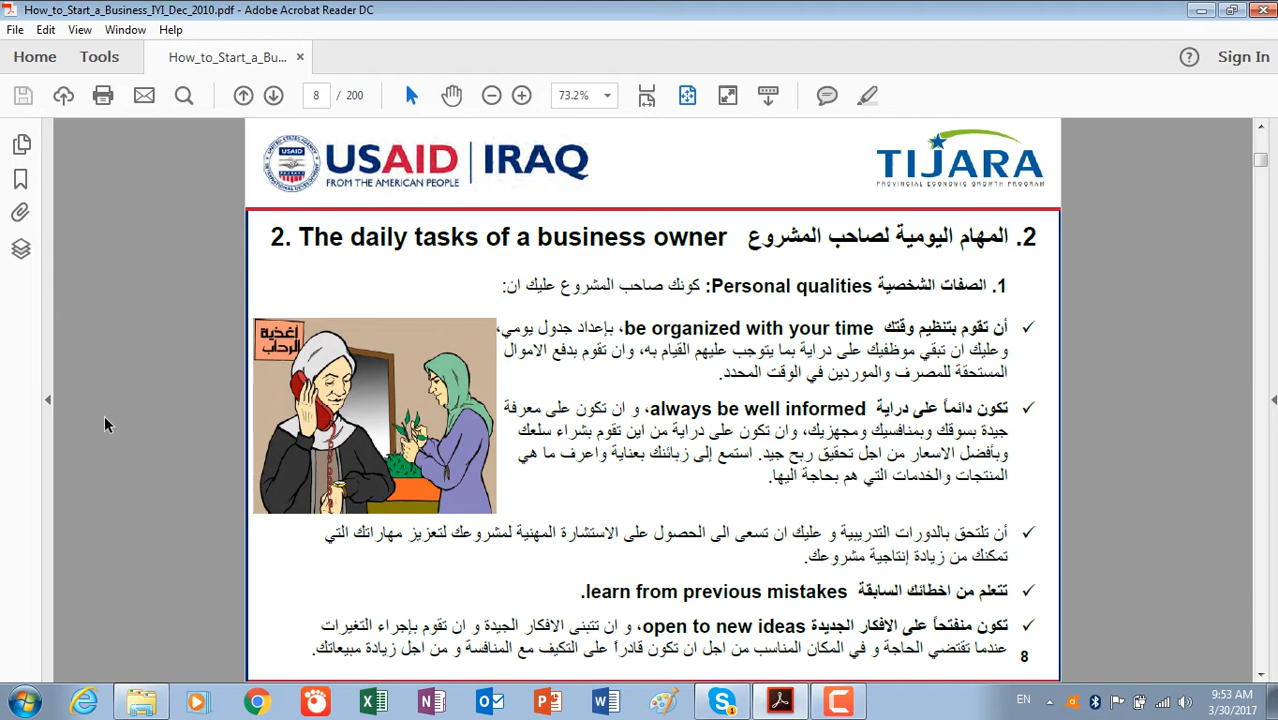 How_to_Start_a_Business_IYI_Dec_2010.pdf - Adobe Acrobat Reader DC
File Edit View Window Help
Home Tools How_to_Start_a_Bu... × Sign In
8 / 200 73.2%
USAID IRAQ
FROM THE AMERICAN PEOPLE
TIJARA
PROVINCIAL ECONOMIC GROWTH PROGRAM
2. The daily tasks of a business owner 2. المهام اليومية لصاحب المشروع
1. الصفات الشخصية Personal qualities: كونك صاحب المشروع عليك ان:
✓ أن تقوم بتنظيم وقتك be organized with your time، بإعداد جدول يومي،
وعليك ان تبقي موظفيك على دراية بما يتوجب عليهم القيام به، وان تقوم بدفع الاموال
المستحقة للمصرف والموردين في الوقت المحدد.
✓ تكون دائماً على دراية always be well informed، و ان تكون على معرفة
جيدة بسوقك وبمنافسيك ومجهزيك، وان تكون على دراية من اين تقوم بشراء سلعك
وبأفضل الاسعار من اجل تحقيق ربح جيد. استمع إلى زبائنك بعناية واعرف ما هي
المنتجات والخدمات التي هم بحاجة اليها.
أغذية
الرحاب
✓ أن تلتحق بالدورات التدريبية و عليك ان تسعى الى الحصول على الاستشارة المهنية لمشروعك لتعزيز مهاراتك التي
تمكنك من زيادة إنتاجية مشروعك.
✓ تتعلم من اخطائك السابقة learn from previous mistakes.
✓ تكون منفتحاً على الافكار الجديدة open to new ideas، و ان تتبنى الافكار الجيدة و ان تقوم بإجراء التغيرات
عندما تقتضي الحاجة و في المكان المناسب من اجل ان تكون قادراً على التكيف مع المنافسة و من اجل زيادة مبيعاتك.
8
EN
9:53 AM
3/30/2017